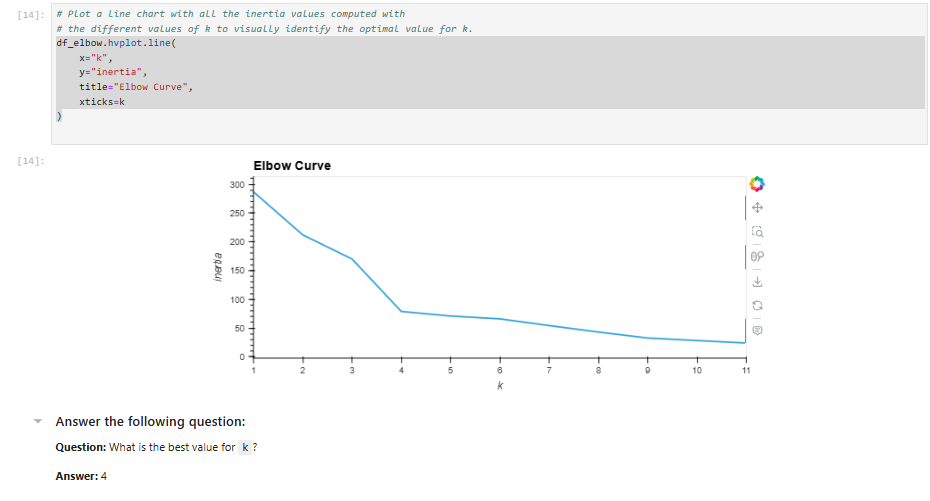 [14]: # Plot a line chart with all the inertia values computed with
# the different values of k to visually identify the optimal value for k.
df_elbow.hvplot.line(
    x="k",
    y="inertia",
    title="Elbow Curve",
    xticks=k
)
[14]:
Elbow Curve
300
250
200
150
100
50
0
inertia
1 2 3 4 5 6 7 8 9 10 11
k
Answer the following question:
Question: What is the best value for k ?
Answer: 4